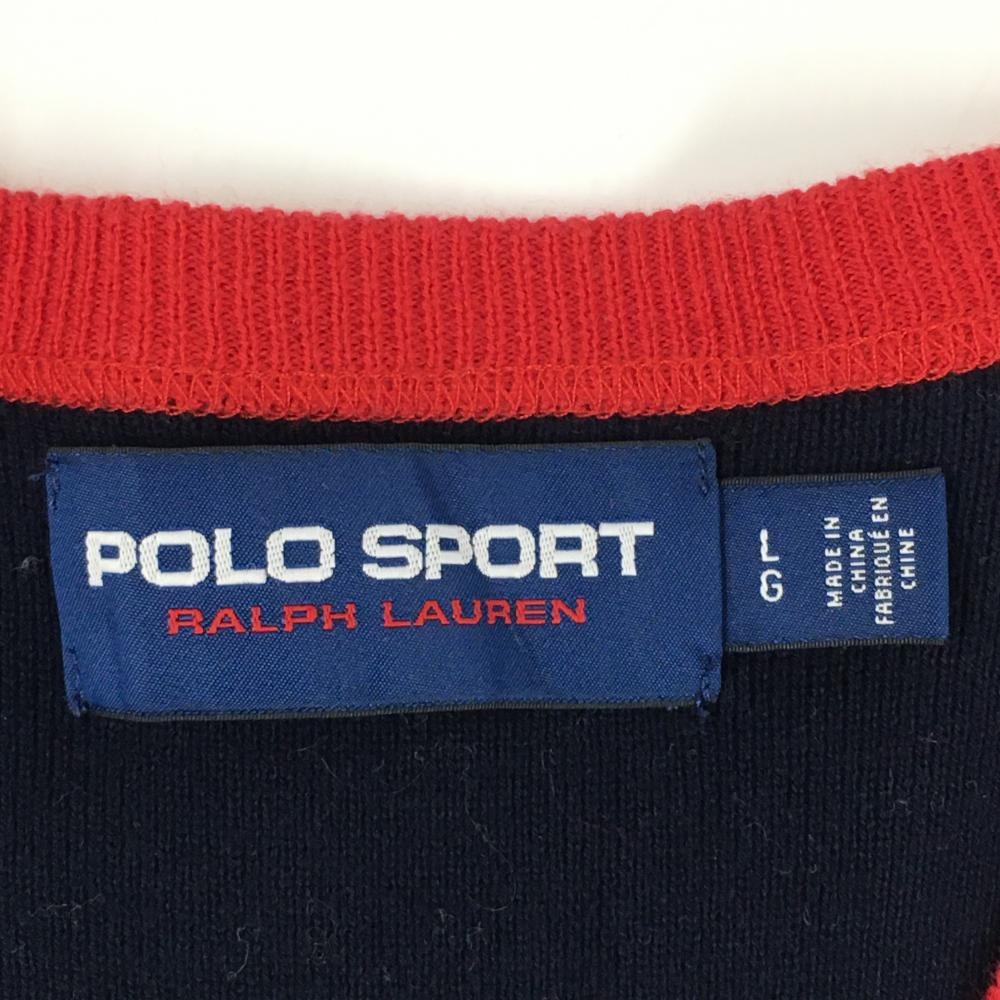 POLO SPORT
RALPH LAUREN
L
G
MADE IN
CHINA
FABRIQUÉ EN
CHINE